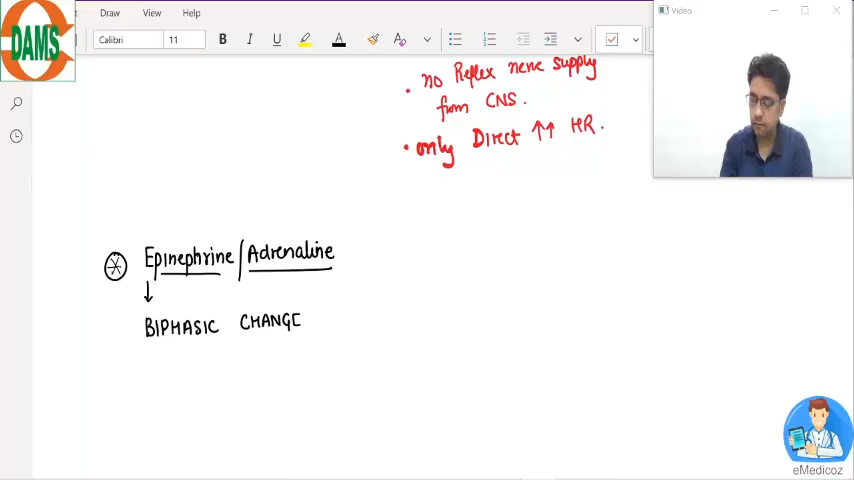 DAMS
Draw View Help
Video
Calibri 11 B I U A
• no Reflex nerve supply
from CNS.
• only Direct ↑↑ HR.
Epinephrine/Adrenaline
↓
BIPHASIC CHANGE
eMedicoz